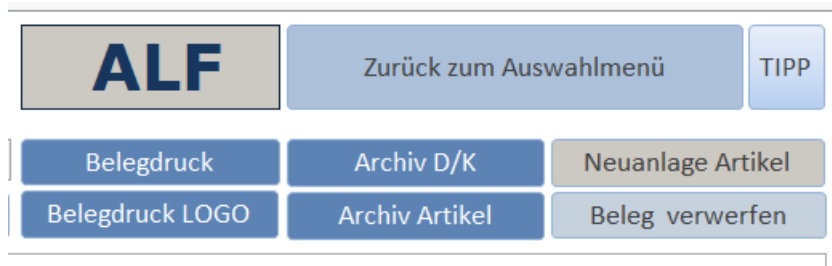 ALF Zurück zum Auswahlmenü TIPP
Belegdruck Archiv D/K Neuanlage Artikel
Belegdruck LOGO Archiv Artikel Beleg verwerfen